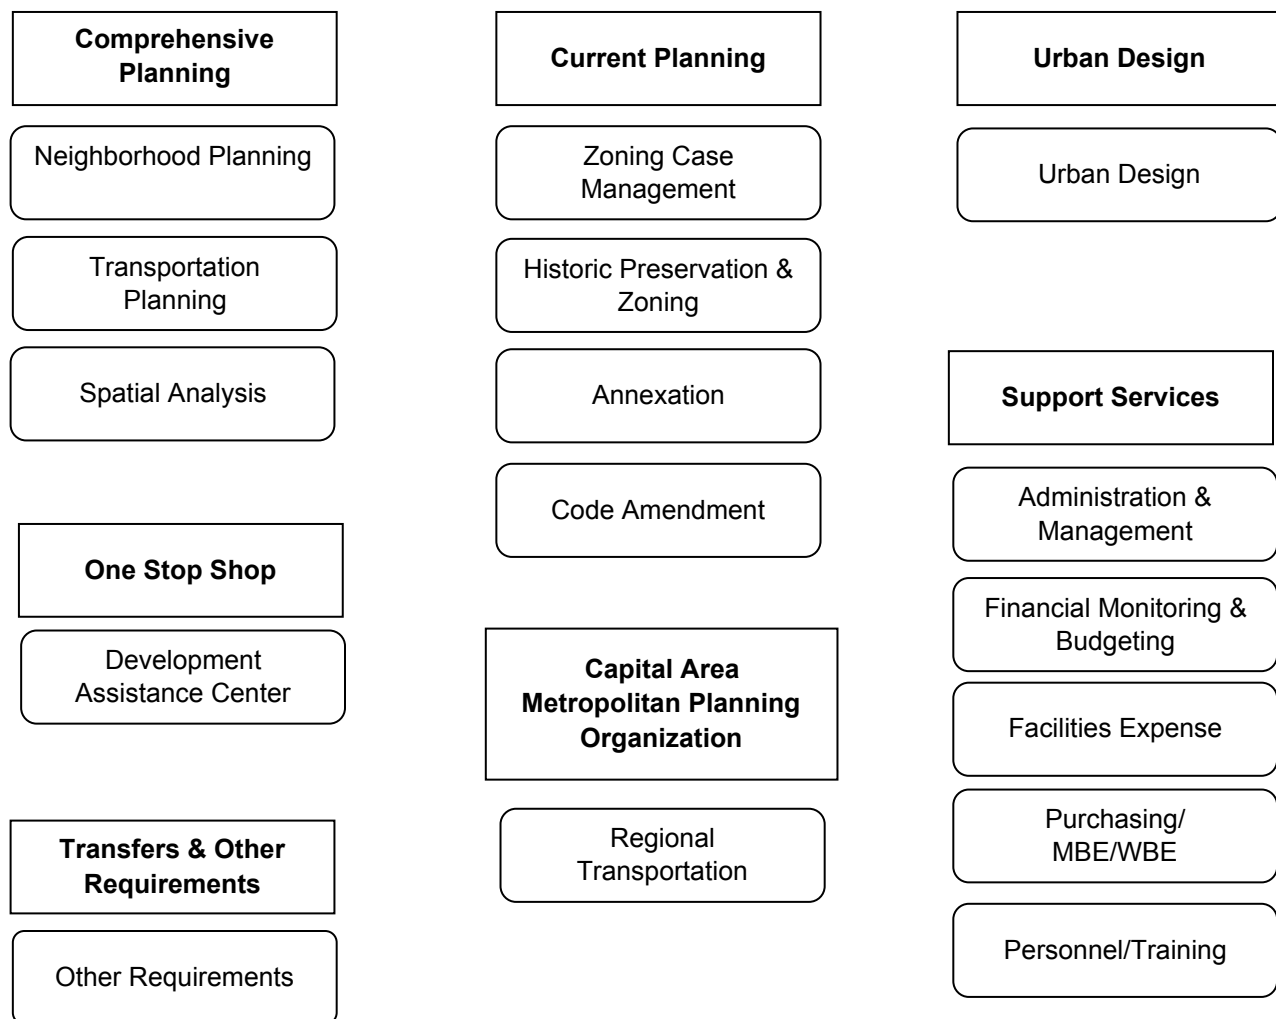 Comprehensive
Planning
Neighborhood Planning
Transportation
Planning
Spatial Analysis
One Stop Shop
Development
Assistance Center
Transfers & Other
Requirements
Other Requirements
Current Planning
Zoning Case
Management
Historic Preservation &
Zoning
Annexation
Code Amendment
Capital Area
Metropolitan Planning
Organization
Regional
Transportation
Urban Design
Urban Design
Support Services
Administration &
Management
Financial Monitoring &
Budgeting
Facilities Expense
Purchasing/
MBE/WBE
Personnel/Training